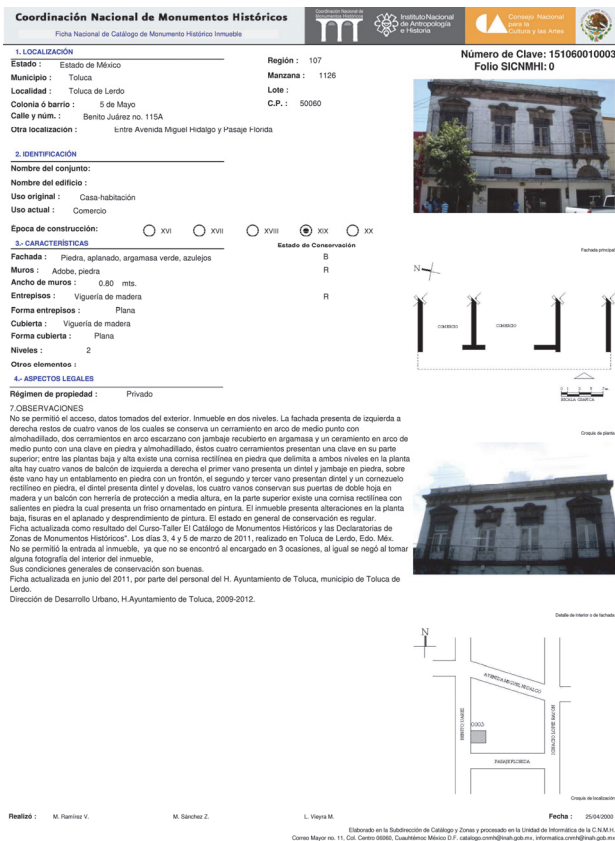 Coordinación Nacional de Monumentos Históricos
Ficha Nacional de Catálogo de Monumento Histórico Inmueble
Coordinación Nacional de
Monumentos Históricos
Instituto Nacional
de Antropología
e Historia
Consejo Nacional
para la
Cultura y las Artes
Número de Clave: 151060010003
Folio SICNMHI: 0
1. LOCALIZACIÓN
Estado : Estado de México
Municipio : Toluca
Localidad : Toluca de Lerdo
Colonia ó barrio : 5 de Mayo
Calle y núm. : Benito Juárez no. 115A
Otra localización : Entre Avenida Miguel Hidalgo y Pasaje Florida
Región : 107
Manzana : 1126
Lote :
C.P. : 50060
2. IDENTIFICACIÓN
Nombre del conjunto:
Nombre del edificio :
Uso original : Casa-habitación
Uso actual : Comercio
Época de construcción: XVI XVII XVIII XIX XX
3.- CARACTERÍSTICAS Estado de Conservación
Fachada : Piedra, aplanado, argamasa verde, azulejos B
Muros : Adobe, piedra R
Ancho de muros : 0.80 mts.
Entrepisos : Viguería de madera R
Forma entrepisos : Plana
Cubierta : Viguería de madera
Forma cubierta : Plana
Niveles : 2
Otros elementos :
4.- ASPECTOS LEGALES
Régimen de propiedad : Privado
7.OBSERVACIONES
No se permitió el acceso, datos tomados del exterior. Inmueble en dos niveles. La fachada presenta de izquierda a
derecha restos de cuatro vanos de los cuales se conserva un cerramiento en arco de medio punto con
almohadillado, dos cerramientos en arco escarzano con jambaje recubierto en argamasa y un ceramiento en arco de
medio punto con una clave en piedra y almohadillado, éstos cuatro cerramientos presentan una clave en su parte
superior; entre las plantas baja y alta existe una cornisa rectilínea en piedra que delimita a ambos niveles en la planta
alta hay cuatro vanos de balcón de izquierda a derecha el primer vano presenta un dintel y jambaje en piedra, sobre
éste vano hay un entablamento en piedra con un frontón, el segundo y tercer vano presentan dintel y un cornezuelo
rectilíneo en piedra, el dintel presenta dintel y dovelas, los cuatro vanos conservan sus puertas de doble hoja en
madera y un balcón con herrería de protección a media altura, en la parte superior existe una cornisa rectilínea con
salientes en piedra la cual presenta un friso ornamentado en pintura. El inmueble presenta alteraciones en la planta
baja, fisuras en el aplanado y desprendimiento de pintura. El estado en general de conservación es regular.
Ficha actualizada como resultado del Curso-Taller El Catálogo de Monumentos Históricos y las Declaratorias de
Zonas de Monumentos Históricos". Los días 3, 4 y 5 de marzo de 2011, realizado en Toluca de Lerdo, Edo. Méx.
No se permitió la entrada al inmueble, ya que no se encontró al encargado en 3 ocasiones, al igual se negó al tomar
alguna fotografía del interior del inmueble,
Sus condiciones generales de conservación son buenas.
Ficha actualizada en junio del 2011, por parte del personal del H. Ayuntamiento de Toluca, municipio de Toluca de
Lerdo.
Dirección de Desarrollo Urbano, H.Ayuntamiento de Toluca, 2009-2012.
Fachada principal
N
COMERCIO COMERCIO
ESCALA GRAFICA
Croquis de planta
Detalle de interior o de fachada
N
AVENIDA MIGUEL HIDALGO
BENITO JUAREZ
0003
PASAJE FLORIDA
Croquis de localización
Realizó : M. Ramírez V. M. Sánchez Z. L. Vieyra M. Fecha : 25/04/2000
Elaborado en la Subdirección de Catálogo y Zonas y procesado en la Unidad de Informática de la C.N.M.H.
Correo Mayor no. 11, Col. Centro 06060, Cuauhtémoc México D.F. catalogo.cnmh@inah.gob.mx, informatica.cnmh@inah.gob.mx